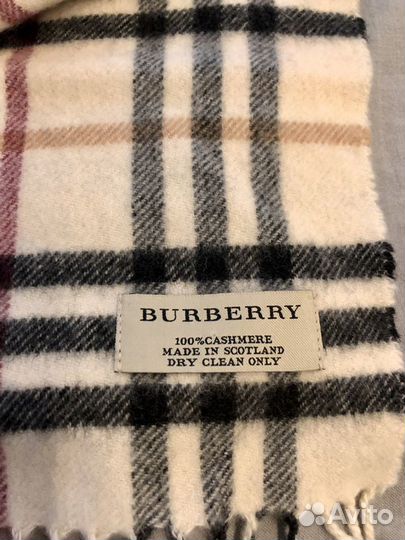 BURBERRY
100%CASHMERE
MADE IN SCOTLAND
DRY CLEAN ONLY
Avito